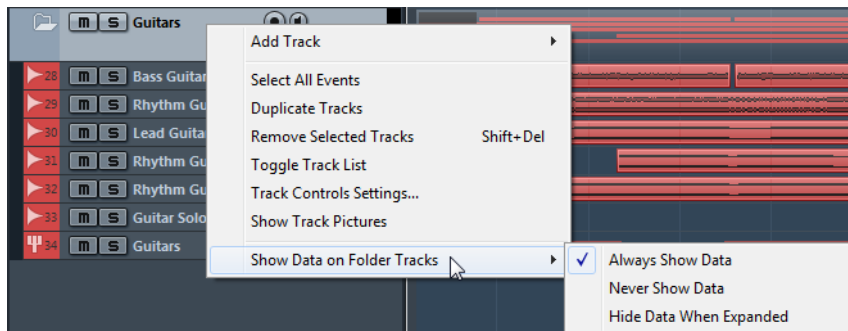 m S Guitars
Add Track
28 m S Bass Guitar
Select All Events
29 m S Rhythm Gu
Duplicate Tracks
30 m S Lead Guita
Remove Selected Tracks Shift+Del
31 m S Rhythm Gu
Toggle Track List
32 m S Rhythm Gu
Track Controls Settings...
33 m S Guitar Solo
Show Track Pictures
34 m S Guitars
Show Data on Folder Tracks
Always Show Data
Never Show Data
Hide Data When Expanded